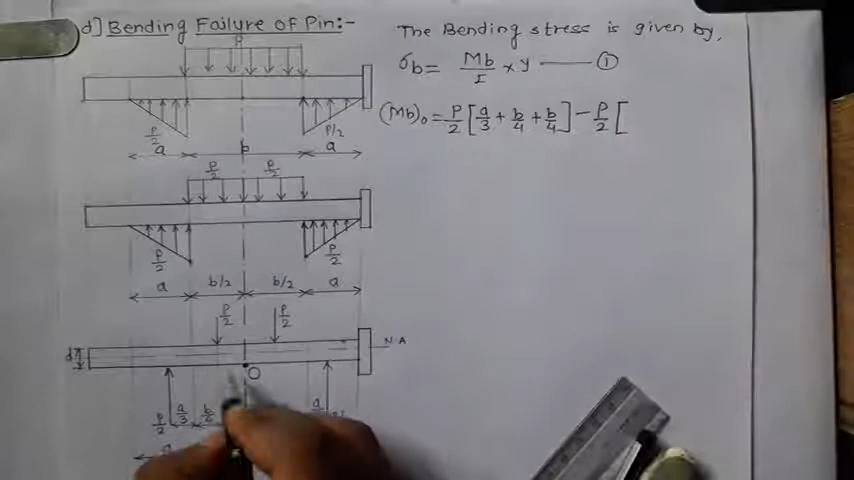 d] Bending Failure Of Pin:-
The Bending stress is given by,
σb = Mb/I × y —— ①
(Mb)₀ = P/2 [a/3 + b/4 + b/4] - P/2 [
P
P/2 P/2
a b a
P/2 P/2
P/2 P/2
a b/2 b/2 a
P/2 P/2
N A
d
O
P/2 a/3 b/4